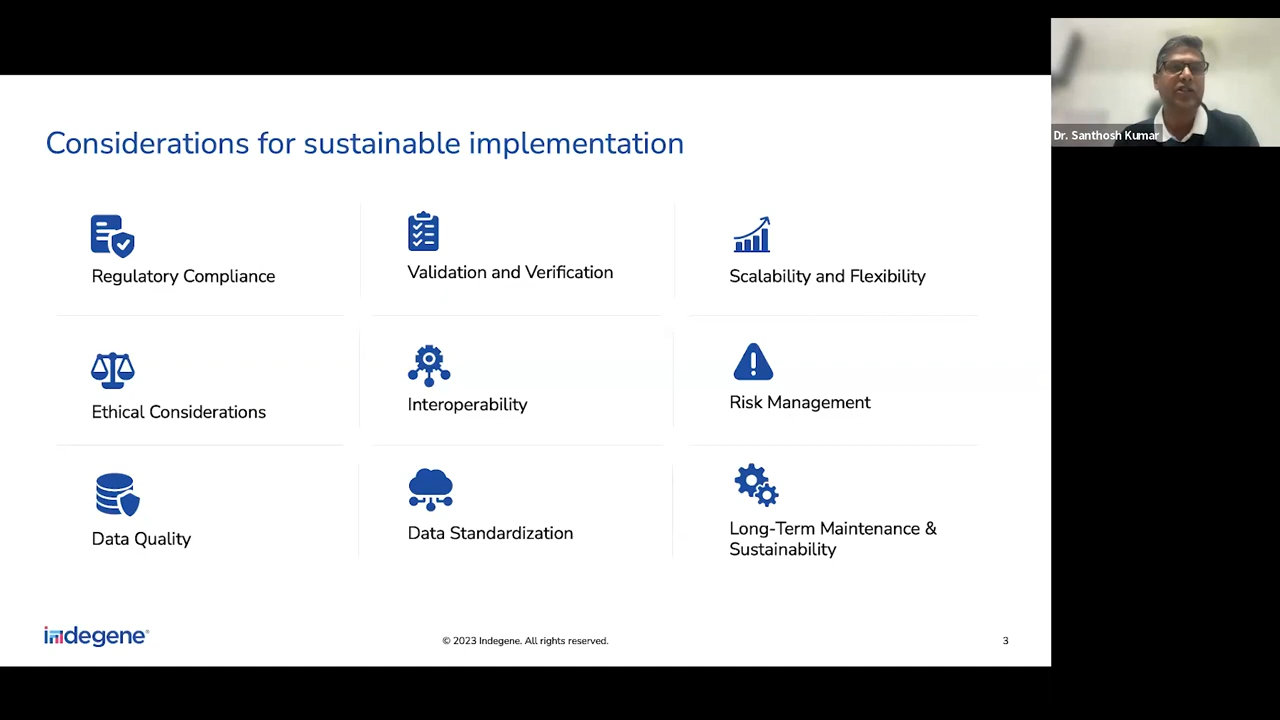 Dr. Santhosh Kumar
Considerations for sustainable implementation
Regulatory Compliance
Validation and Verification
Scalability and Flexibility
Ethical Considerations
Interoperability
Risk Management
Data Quality
Data Standardization
Long-Term Maintenance &
Sustainability
indegene®
© 2023 Indegene. All rights reserved.
3